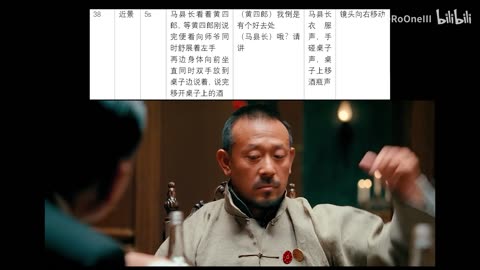 38
近景
5s
马县长看着黄四
郎，等黄四郎刚说
完便看向师爷同
时舒展着左手
两边身体向前坐
直同时双手放到
桌子边说着，说完
移开桌子上的酒
（黄四郎）我倒是
有个好去处
（马县长）哦？请
讲
马县长
衣服
声，手
碰桌子
声，桌
子上移
酒瓶声
镜头向右移动
RoOneIII
bilibili